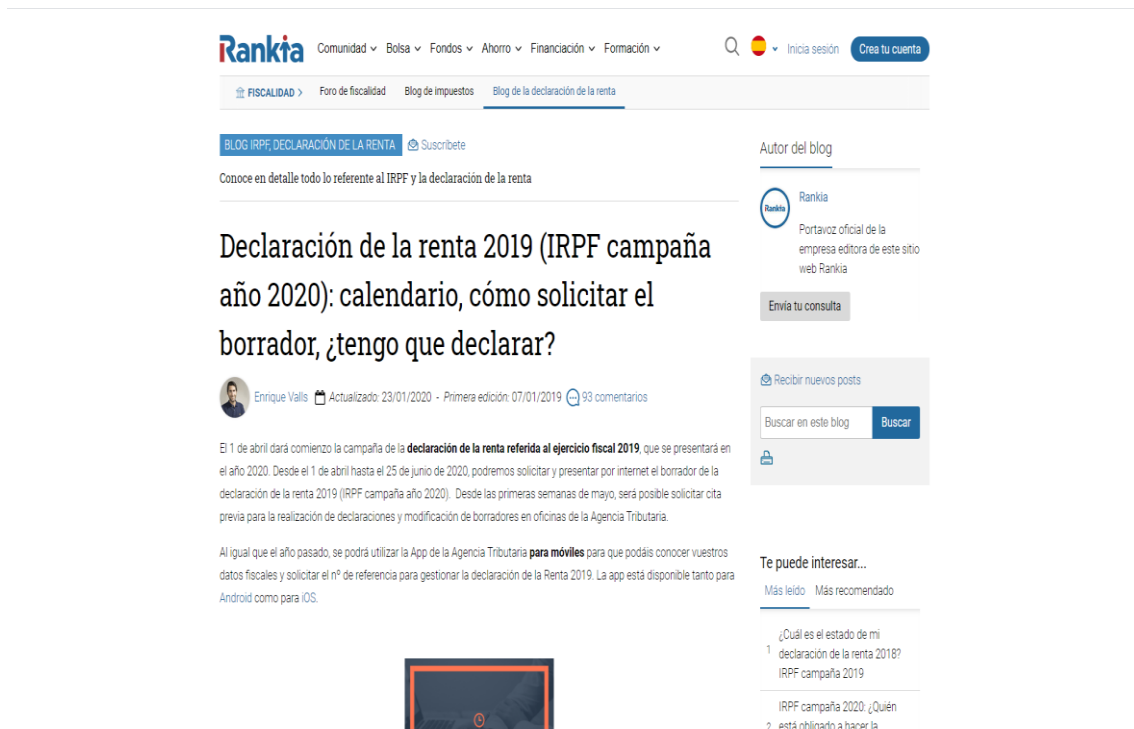 Rankia Comunidad Bolsa Fondos Ahorro Financiación Formación Inicia sesión Crea tu cuenta
FISCALIDAD > Foro de fiscalidad Blog de impuestos Blog de la declaración de la renta
BLOG IRPF, DECLARACIÓN DE LA RENTA Suscríbete
Conoce en detalle todo lo referente al IRPF y la declaración de la renta
Declaración de la renta 2019 (IRPF campaña
año 2020): calendario, cómo solicitar el
borrador, ¿tengo que declarar?
Enrique Valls Actualizado: 23/01/2020 - Primera edición: 07/01/2019 93 comentarios
El 1 de abril dará comienzo la campaña de la declaración de la renta referida al ejercicio fiscal 2019, que se presentará en
el año 2020. Desde el 1 de abril hasta el 25 de junio de 2020, podremos solicitar y presentar por internet el borrador de la
declaración de la renta 2019 (IRPF campaña año 2020). Desde las primeras semanas de mayo, será posible solicitar cita
previa para la realización de declaraciones y modificación de borradores en oficinas de la Agencia Tributaria.
Al igual que el año pasado, se podrá utilizar la App de la Agencia Tributaria para móviles para que podáis conocer vuestros
datos fiscales y solicitar el nº de referencia para gestionar la declaración de la Renta 2019. La app está disponible tanto para
Android como para iOS.
Autor del blog
Rankia
Rankia
Portavoz oficial de la
empresa editora de este sitio
web Rankia
Envía tu consulta
Recibir nuevos posts
Buscar en este blog Buscar
Te puede interesar...
Más leído Más recomendado
¿Cuál es el estado de mi
1 declaración de la renta 2018?
IRPF campaña 2019
IRPF campaña 2020: ¿Quién
2 está obligado a hacer la